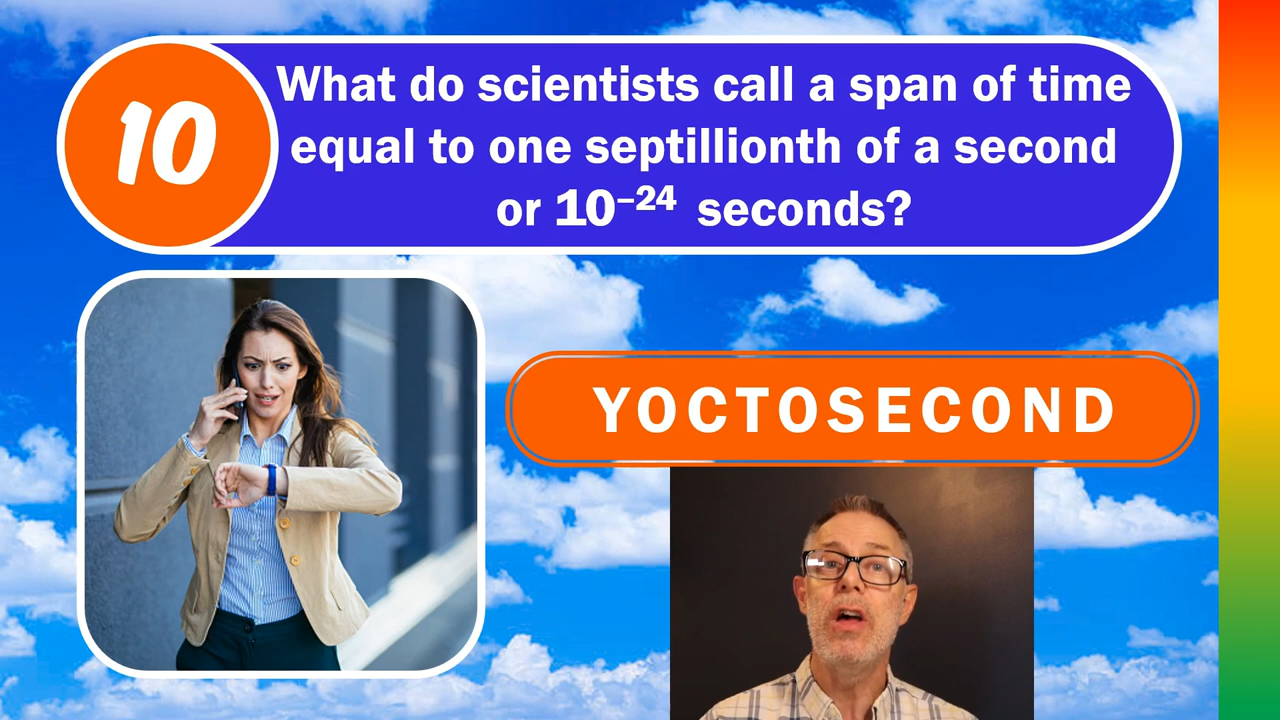 10
What do scientists call a span of time
equal to one septillionth of a second
or 10⁻²⁴ seconds?
YOCTOSECOND